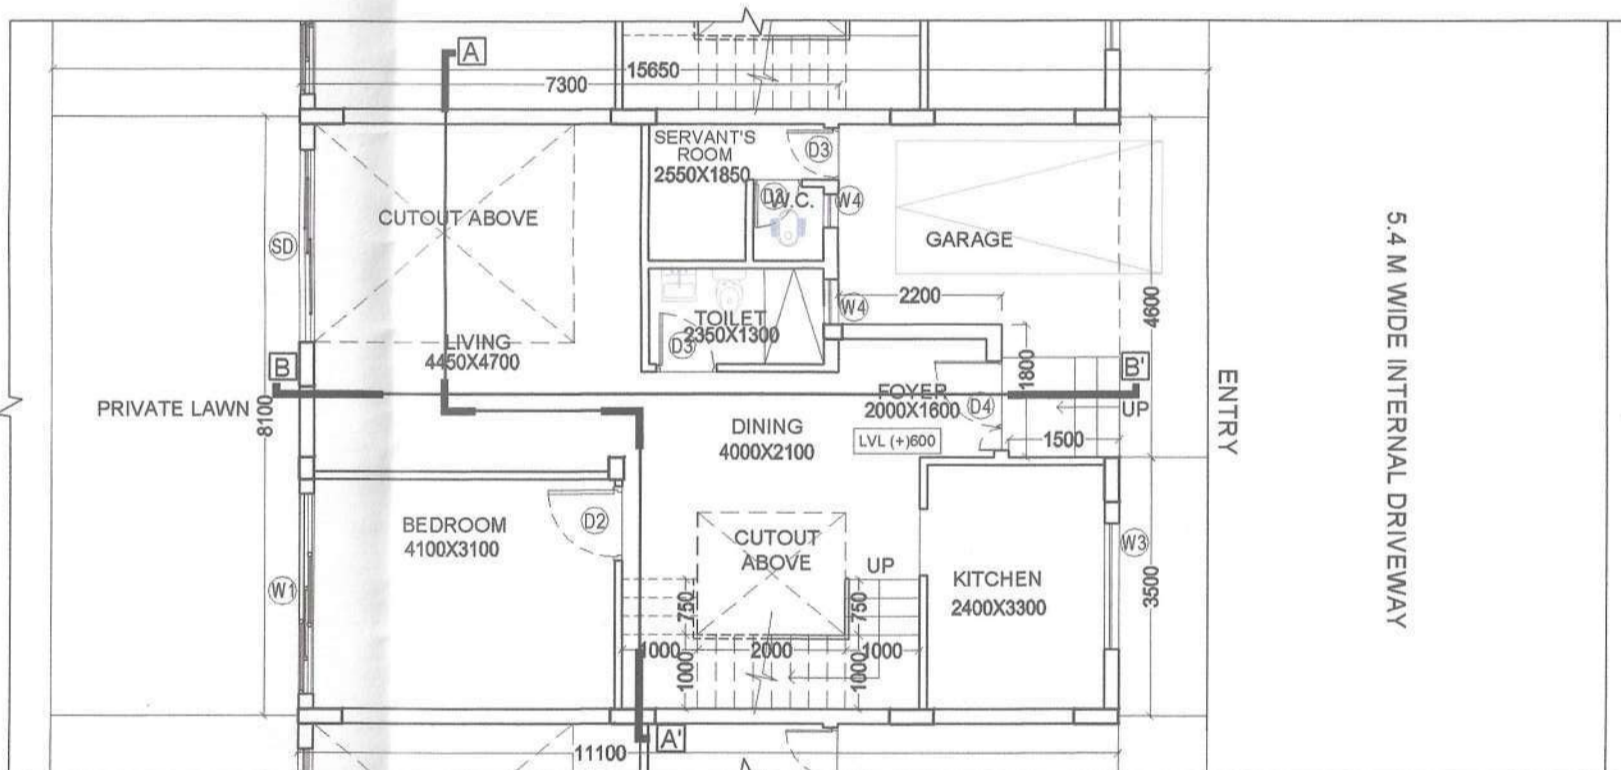 A
15650
7300
SERVANT'S
ROOM
2550X1850
D3
D3
W.C.
W4
CUTOUT ABOVE
SD
GARAGE
5.4 M WIDE INTERNAL DRIVEWAY
2200
4600
W4
TOILET
2350X1300
D3
LIVING
4450X4700
1800
B
B'
PRIVATE LAWN
8100
FOYER
2000X1600
D4
UP
ENTRY
DINING
4000X2100
LVL (+)600
1500
BEDROOM
4100X3100
D2
CUTOUT
ABOVE
UP
W3
W1
KITCHEN
2400X3300
3500
750
750
1000
2000
1000
1000
1000
A'
11100